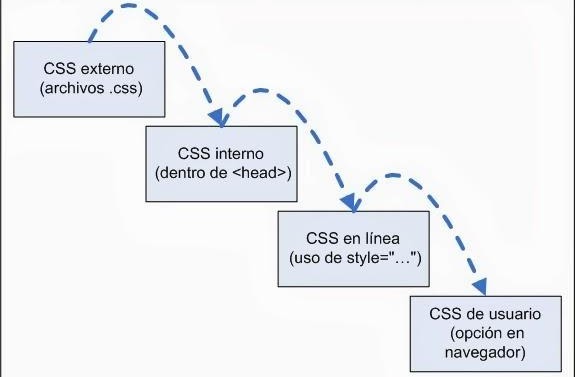 CSS externo
(archivos .css)
CSS interno
(dentro de <head>)
CSS en línea
(uso de style="…")
CSS de usuario
(opción en
navegador)